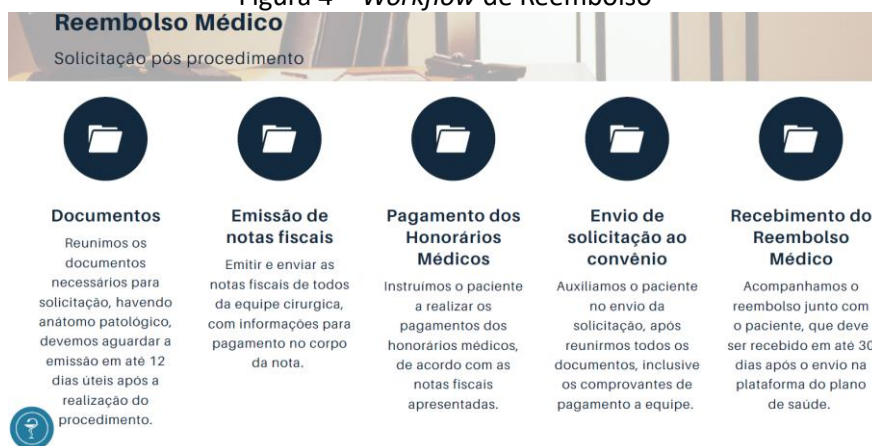 Figura 4 – Workflow de Reembolso
Reembolso Médico
Solicitação pós procedimento
Documentos
Reunimos os
documentos
necessários para
solicitação, havendo
anátomo patológico,
devemos aguardar a
emissão em até 12
dias úteis após a
realização do
procedimento.
Emissão de
notas fiscais
Emitir e enviar as
notas fiscais de todos
da equipe cirurgica,
com informações para
pagamento no corpo
da nota.
Pagamento dos
Honorários
Médicos
Instruímos o paciente
a realizar os
pagamentos dos
honorários médicos,
de acordo com as
notas fiscais
apresentadas.
Envio de
solicitação ao
convênio
Auxiliamos o paciente
no envio da
solicitação, após
reunirmos todos os
documentos, inclusive
os comprovantes de
pagamento a equipe.
Recebimento do
Reembolso
Médico
Acompanhamos o
reembolso junto com
o paciente, que deve
ser recebido em até 30
dias após o envio na
plataforma do plano
de saúde.